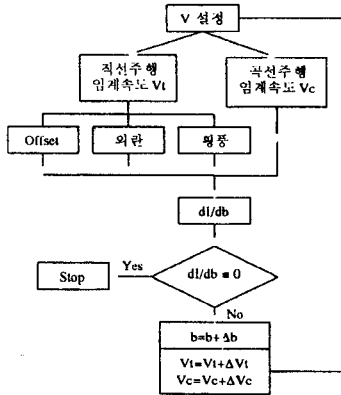 V 설정
직선주행
임계속도 Vt
곡선주행
임계속도 Vc
Offset
외란
횡풍
dI/db
dI/db = 0
Yes
Stop
No
b=b+Δb
Vt=Vt+ΔVt
Vc=Vc+ΔVc